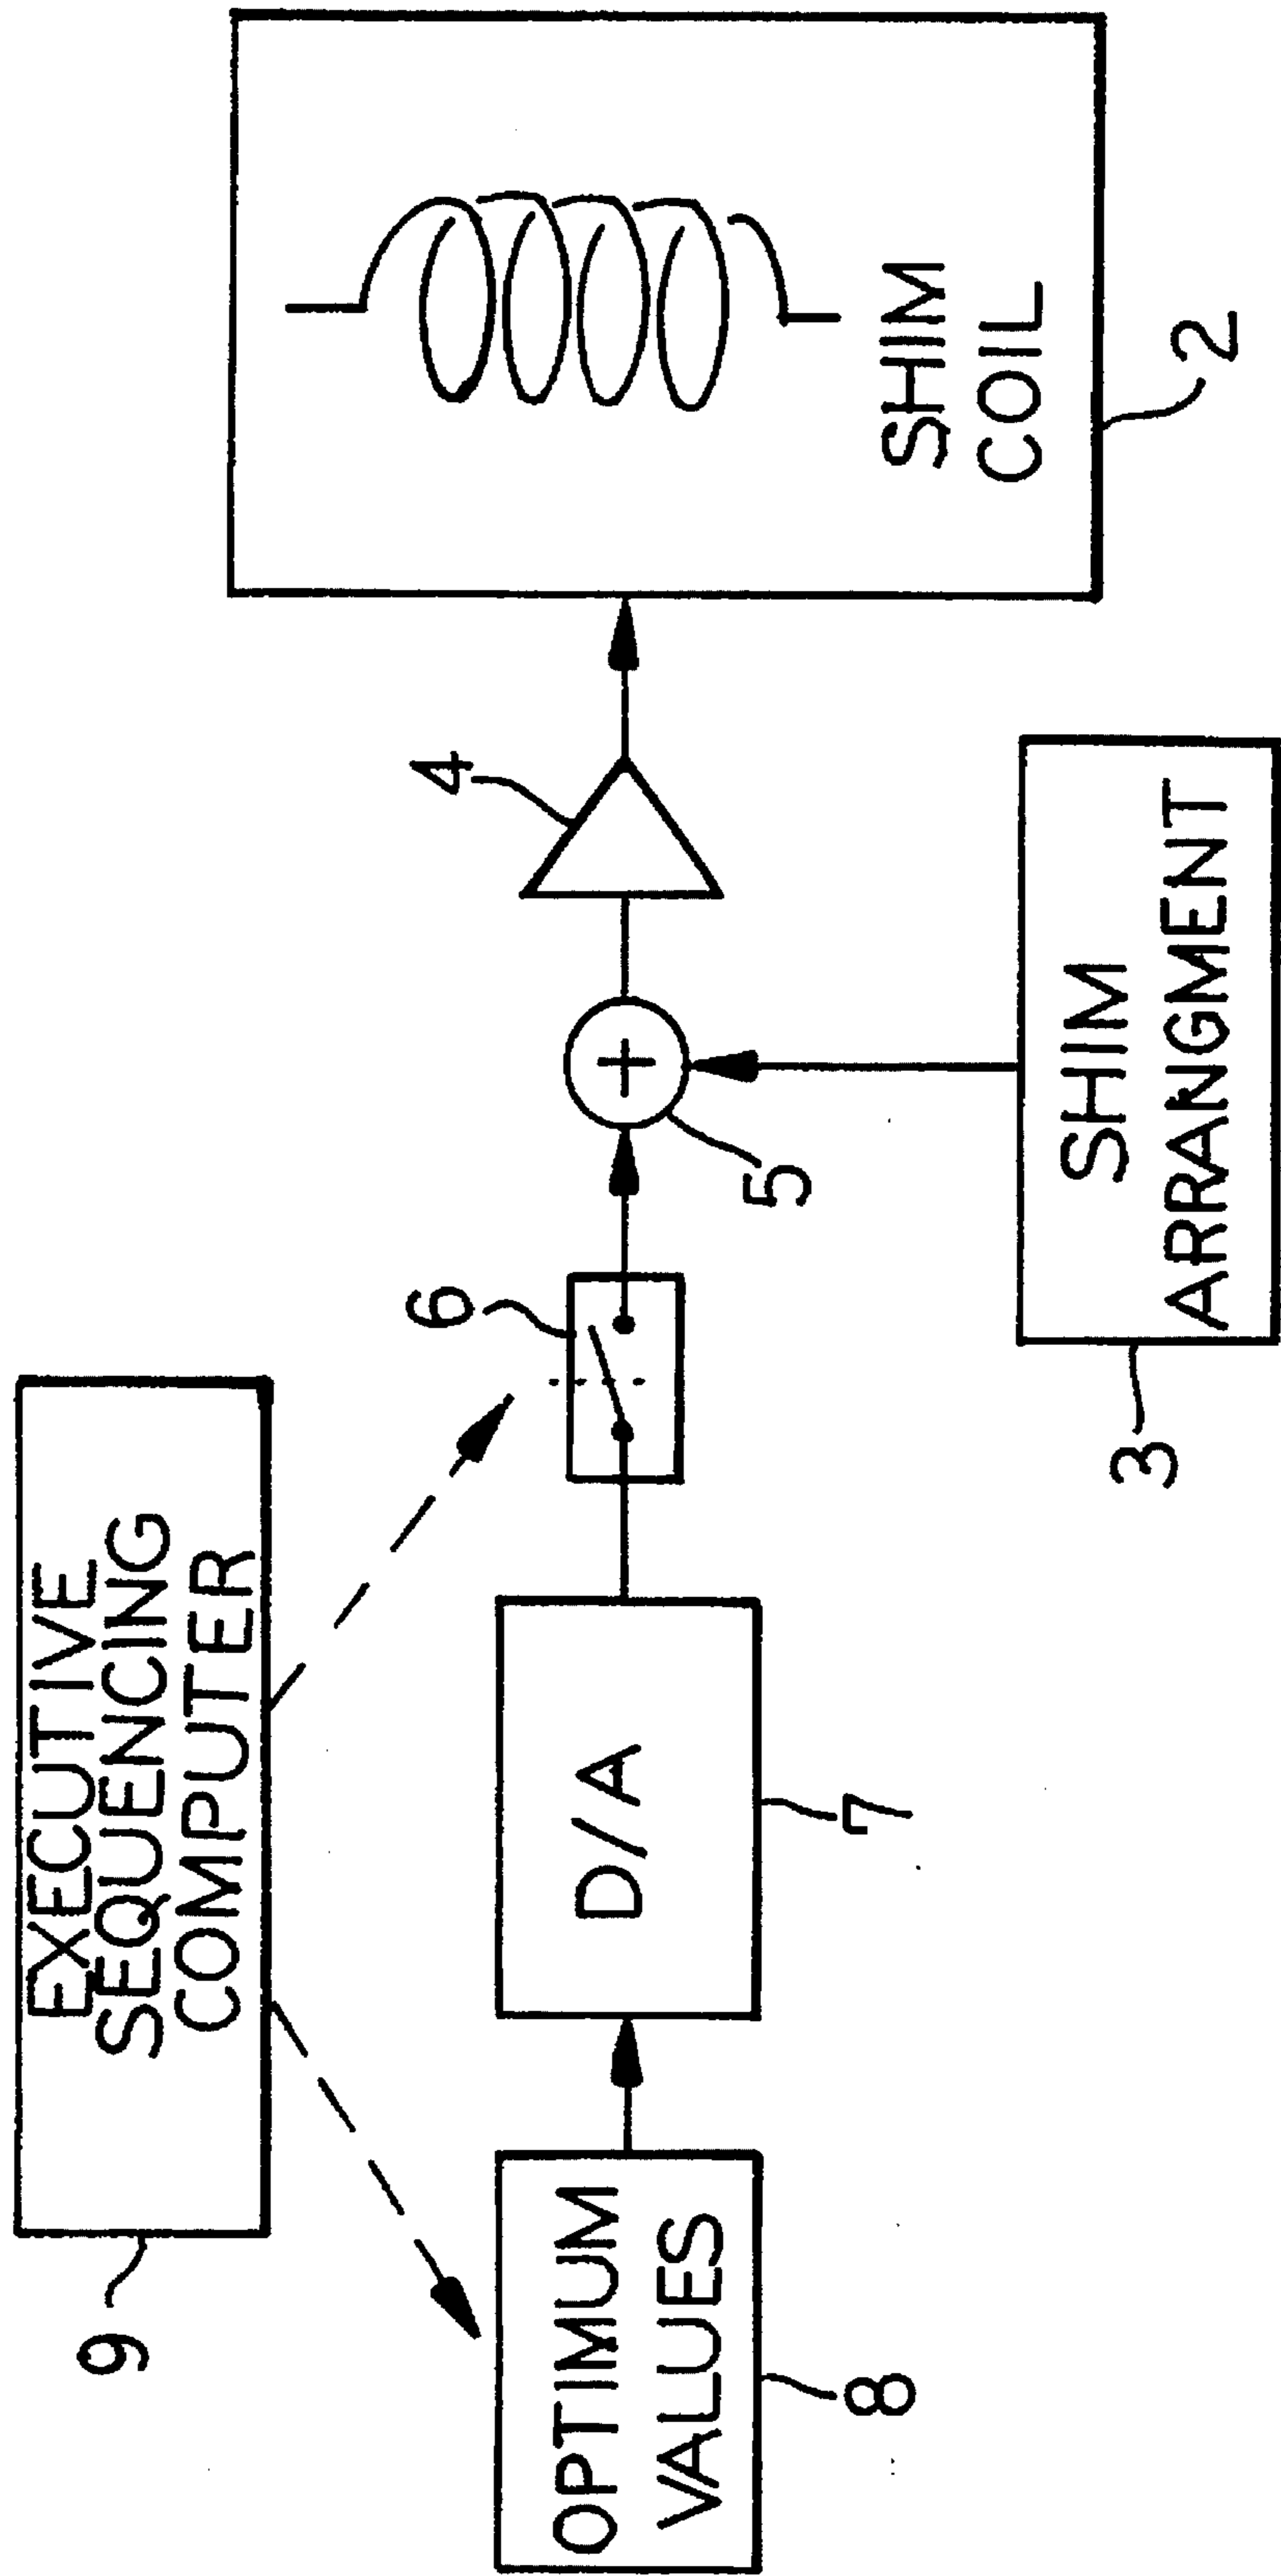 EXECUTIVE
SEQUENCING
COMPUTER
9
OPTIMUM
VALUES
8
D/A
7
6
+
5
4
SHIM
ARRANGMENT
3
SHIM
COIL
2